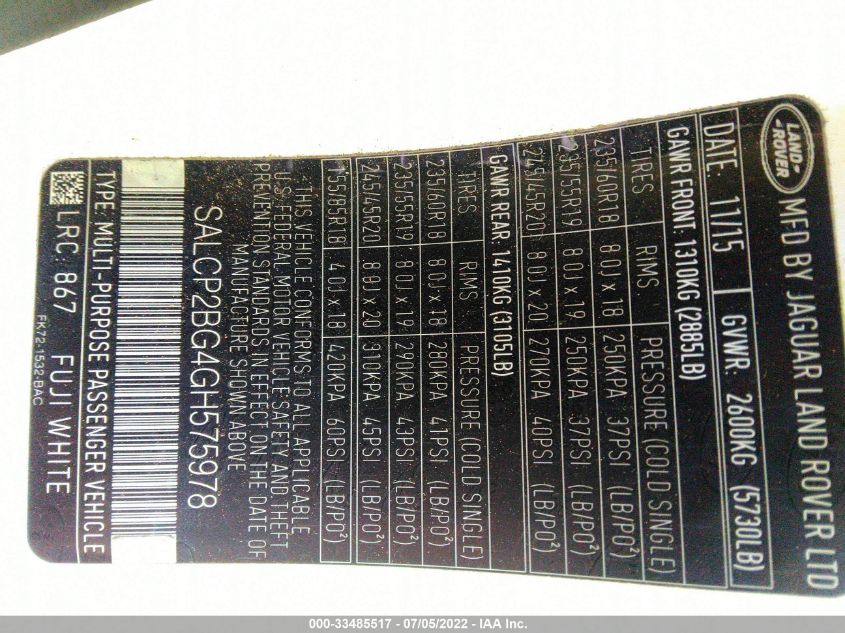 LAND-
-ROVER
MFD BY JAGUAR LAND ROVER LTD
DATE: 11/15 GVWR: 2600KG (5730LB)
GAWR FRONT: 1310KG (2885LB)
TIRES RIMS PRESSURE (COLD SINGLE)
235/60R18 8.0J x 18 250KPA 37PSI (LB/PO²)
235/55R19 8.0J x 19 250KPA 37PSI (LB/PO²)
245/45R20 8.0J x 20 270KPA 40PSI (LB/PO²)
GAWR REAR: 1410KG (3105LB)
TIRES RIMS PRESSURE (COLD SINGLE)
235/60R18 8.0J x 18 280KPA 41PSI (LB/PO²)
235/55R19 8.0J x 19 290KPA 43PSI (LB/PO²)
245/45R20 8.0J x 20 310KPA 45PSI (LB/PO²)
155/85R18 4.0J x 18 420KPA 60PSI (LB/PO²)
THIS VEHICLE CONFORMS TO ALL APPLICABLE
U.S. FEDERAL MOTOR VEHICLE SAFETY AND THEFT
PREVENTION STANDARDS IN EFFECT ON THE DATE OF
MANUFACTURE SHOWN ABOVE
SALCP2BG4GH575978
TYPE: MULTI-PURPOSE PASSENGER VEHICLE
LRC: 867 FUJI WHITE
FK72-1532-BAC
000-33485517 - 07/05/2022 - IAA Inc.